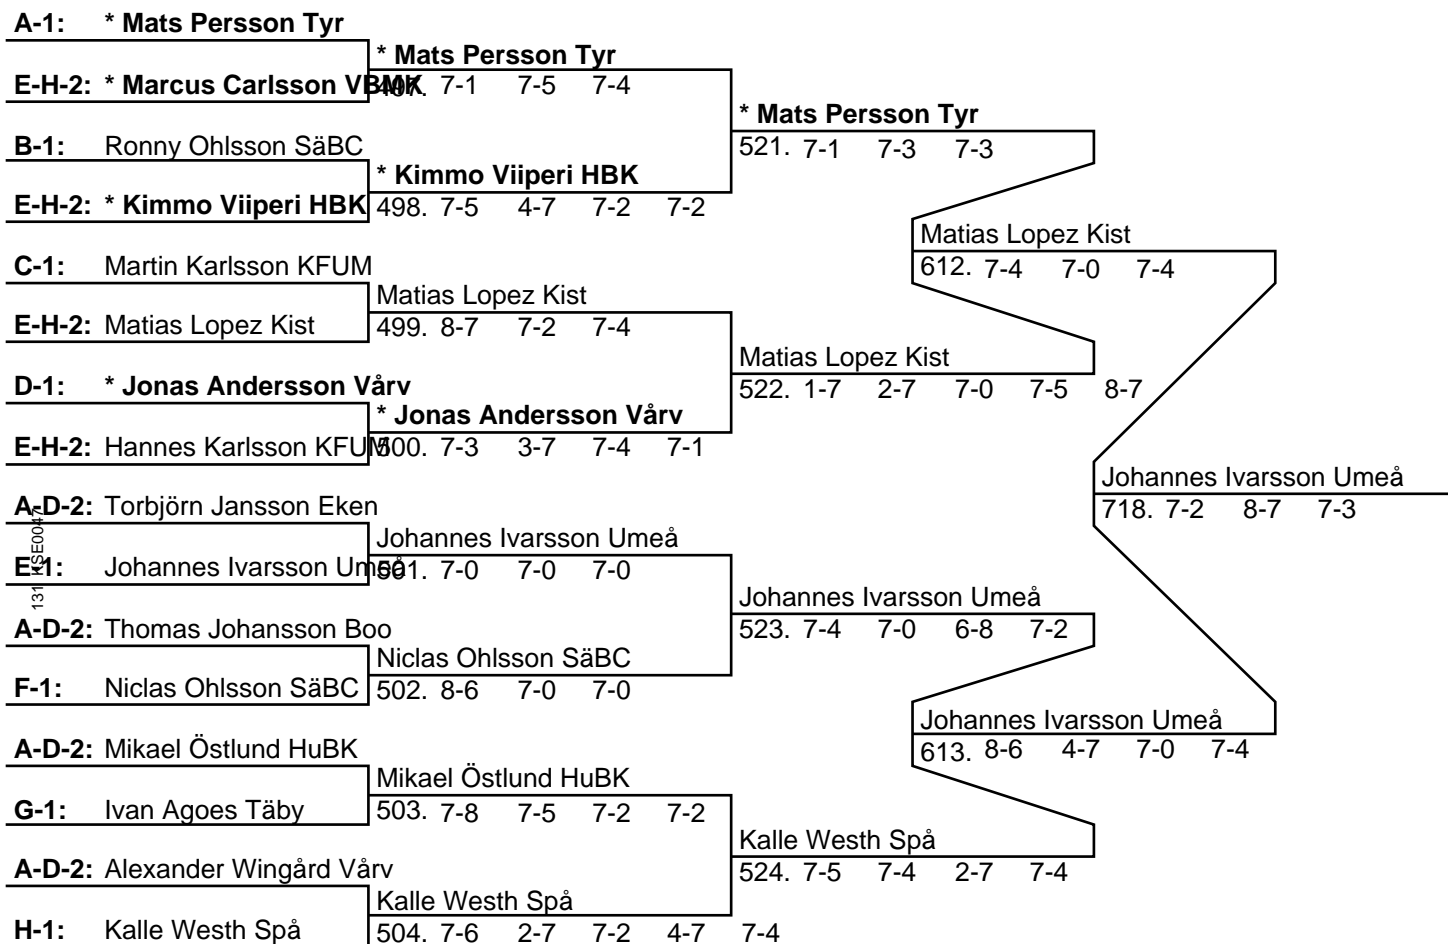 A-1: * Mats Persson Tyr
* Mats Persson Tyr
E-H-2: * Marcus Carlsson VBMK 497. 7-1 7-5 7-4
* Mats Persson Tyr
B-1: Ronny Ohlsson SäBC
521. 7-1 7-3 7-3
* Kimmo Viiperi HBK
E-H-2: * Kimmo Viiperi HBK 498. 7-5 4-7 7-2 7-2
Matias Lopez Kist
C-1: Martin Karlsson KFUM
612. 7-4 7-0 7-4
Matias Lopez Kist
E-H-2: Matias Lopez Kist 499. 8-7 7-2 7-4
Matias Lopez Kist
D-1: * Jonas Andersson Vårv
522. 1-7 2-7 7-0 7-5 8-7
* Jonas Andersson Vårv
E-H-2: Hannes Karlsson KFUM 500. 7-3 3-7 7-4 7-1
Johannes Ivarsson Umeå
A-D-2: Torbjörn Jansson Eken
718. 7-2 8-7 7-3
Johannes Ivarsson Umeå
E-1: Johannes Ivarsson Umeå 501. 7-0 7-0 7-0
Johannes Ivarsson Umeå
A-D-2: Thomas Johansson Boo
523. 7-4 7-0 6-8 7-2
Niclas Ohlsson SäBC
F-1: Niclas Ohlsson SäBC 502. 8-6 7-0 7-0
Johannes Ivarsson Umeå
A-D-2: Mikael Östlund HuBK
613. 8-6 4-7 7-0 7-4
Mikael Östlund HuBK
G-1: Ivan Agoes Täby 503. 7-8 7-5 7-2 7-2
Kalle Westh Spå
A-D-2: Alexander Wingård Vårv
524. 7-5 7-4 2-7 7-4
Kalle Westh Spå
H-1: Kalle Westh Spå 504. 7-6 2-7 7-2 4-7 7-4